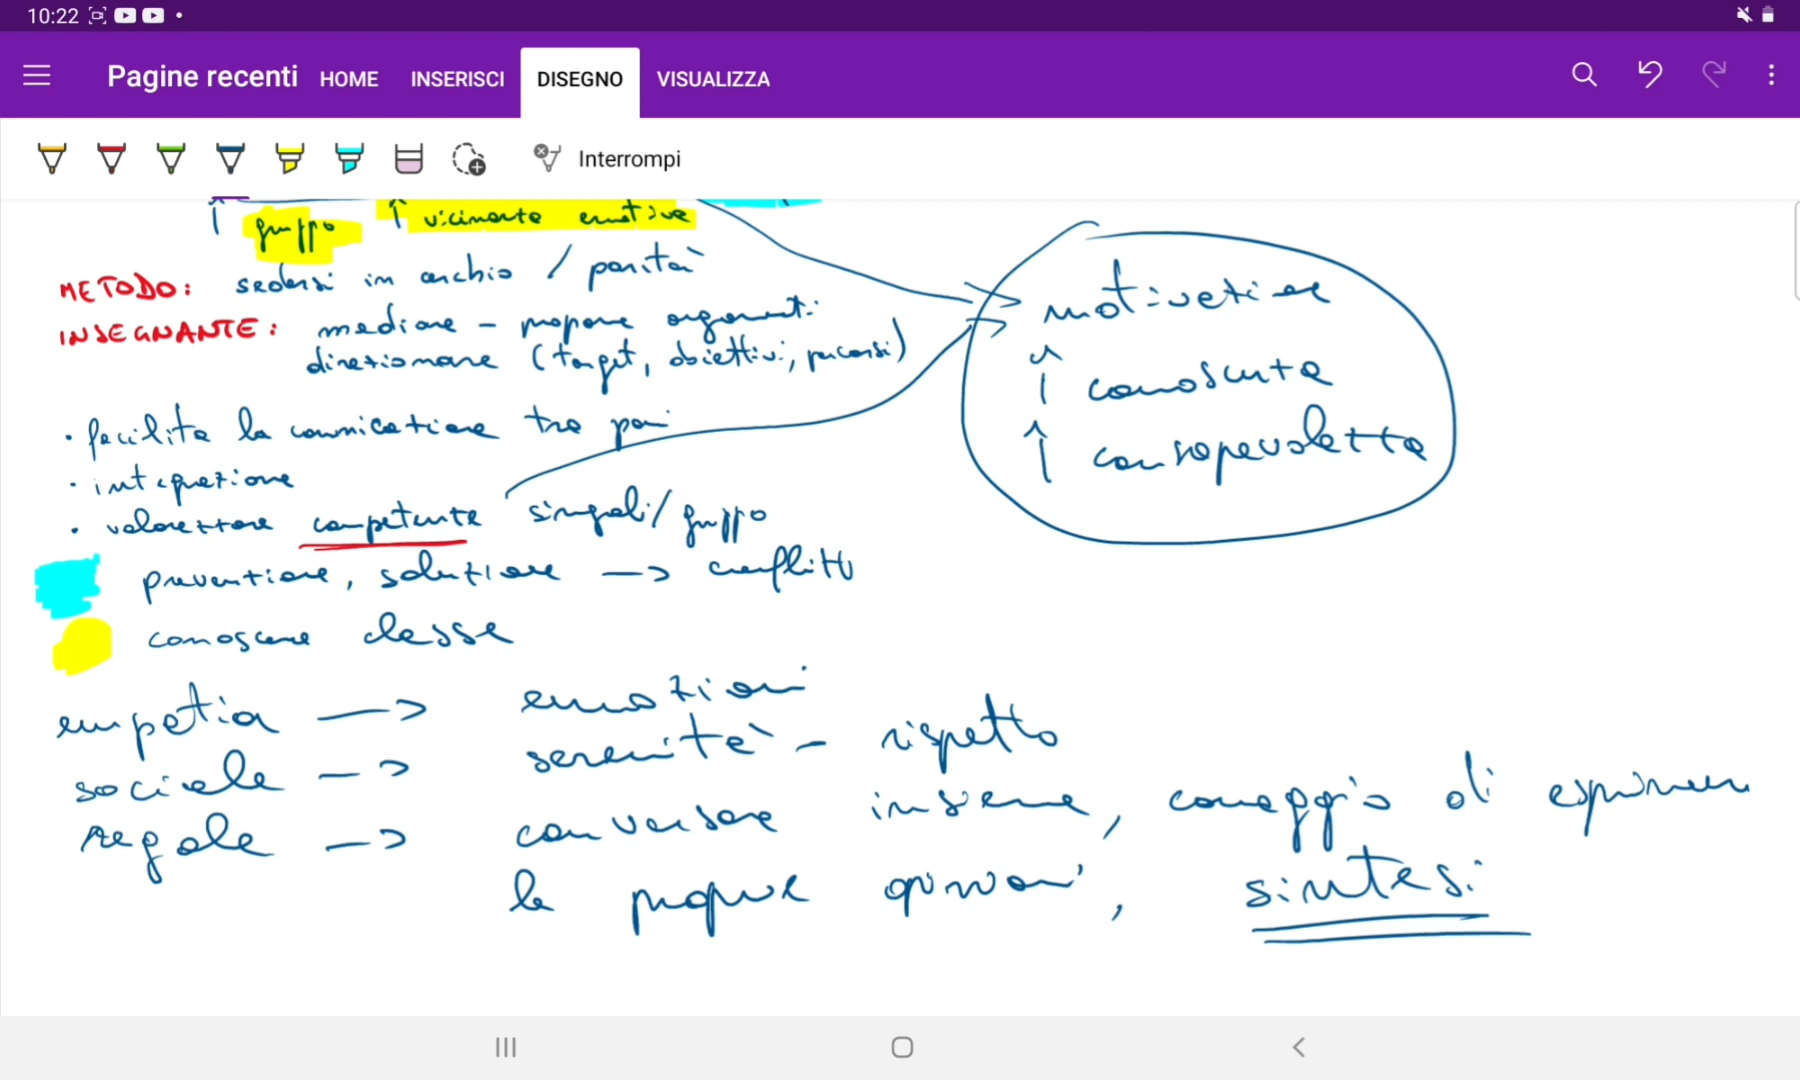 10:22
Pagine recenti HOME INSERISCI DISEGNO VISUALIZZA
Interrompi
↑ gruppo ↑ vicinanza emotiva
METODO: sedersi in cerchio / parità
INSEGNANTE: mediare - propone argomenti
direzionare (target, obiettivi, percorsi)
motivazione
↑ conoscenza
↑ consapevolezza
· facilita la comunicazione tra pari
· integrazione
· valorizzare competenze singoli/gruppo
prevenzione, soluzione -> conflitti
conoscere classe
empatia -> emozioni
sociale -> serenità - rispetto
regole -> conversare insieme, coraggio di esprimere
le proprie opinioni, sintesi